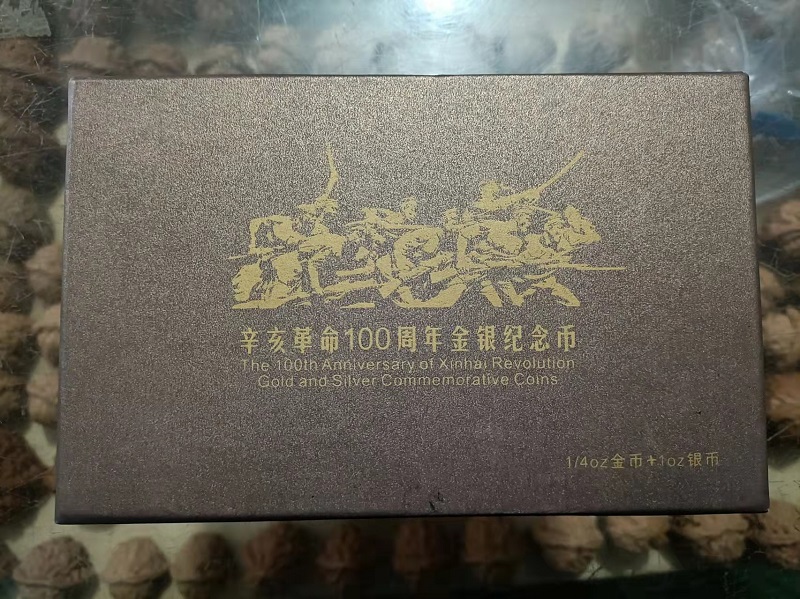 辛亥革命100周年金银纪念币
The 100th Anniversary of Xinhai Revolution
Gold and Silver Commemorative Coins
1/4oz金币+1oz银币